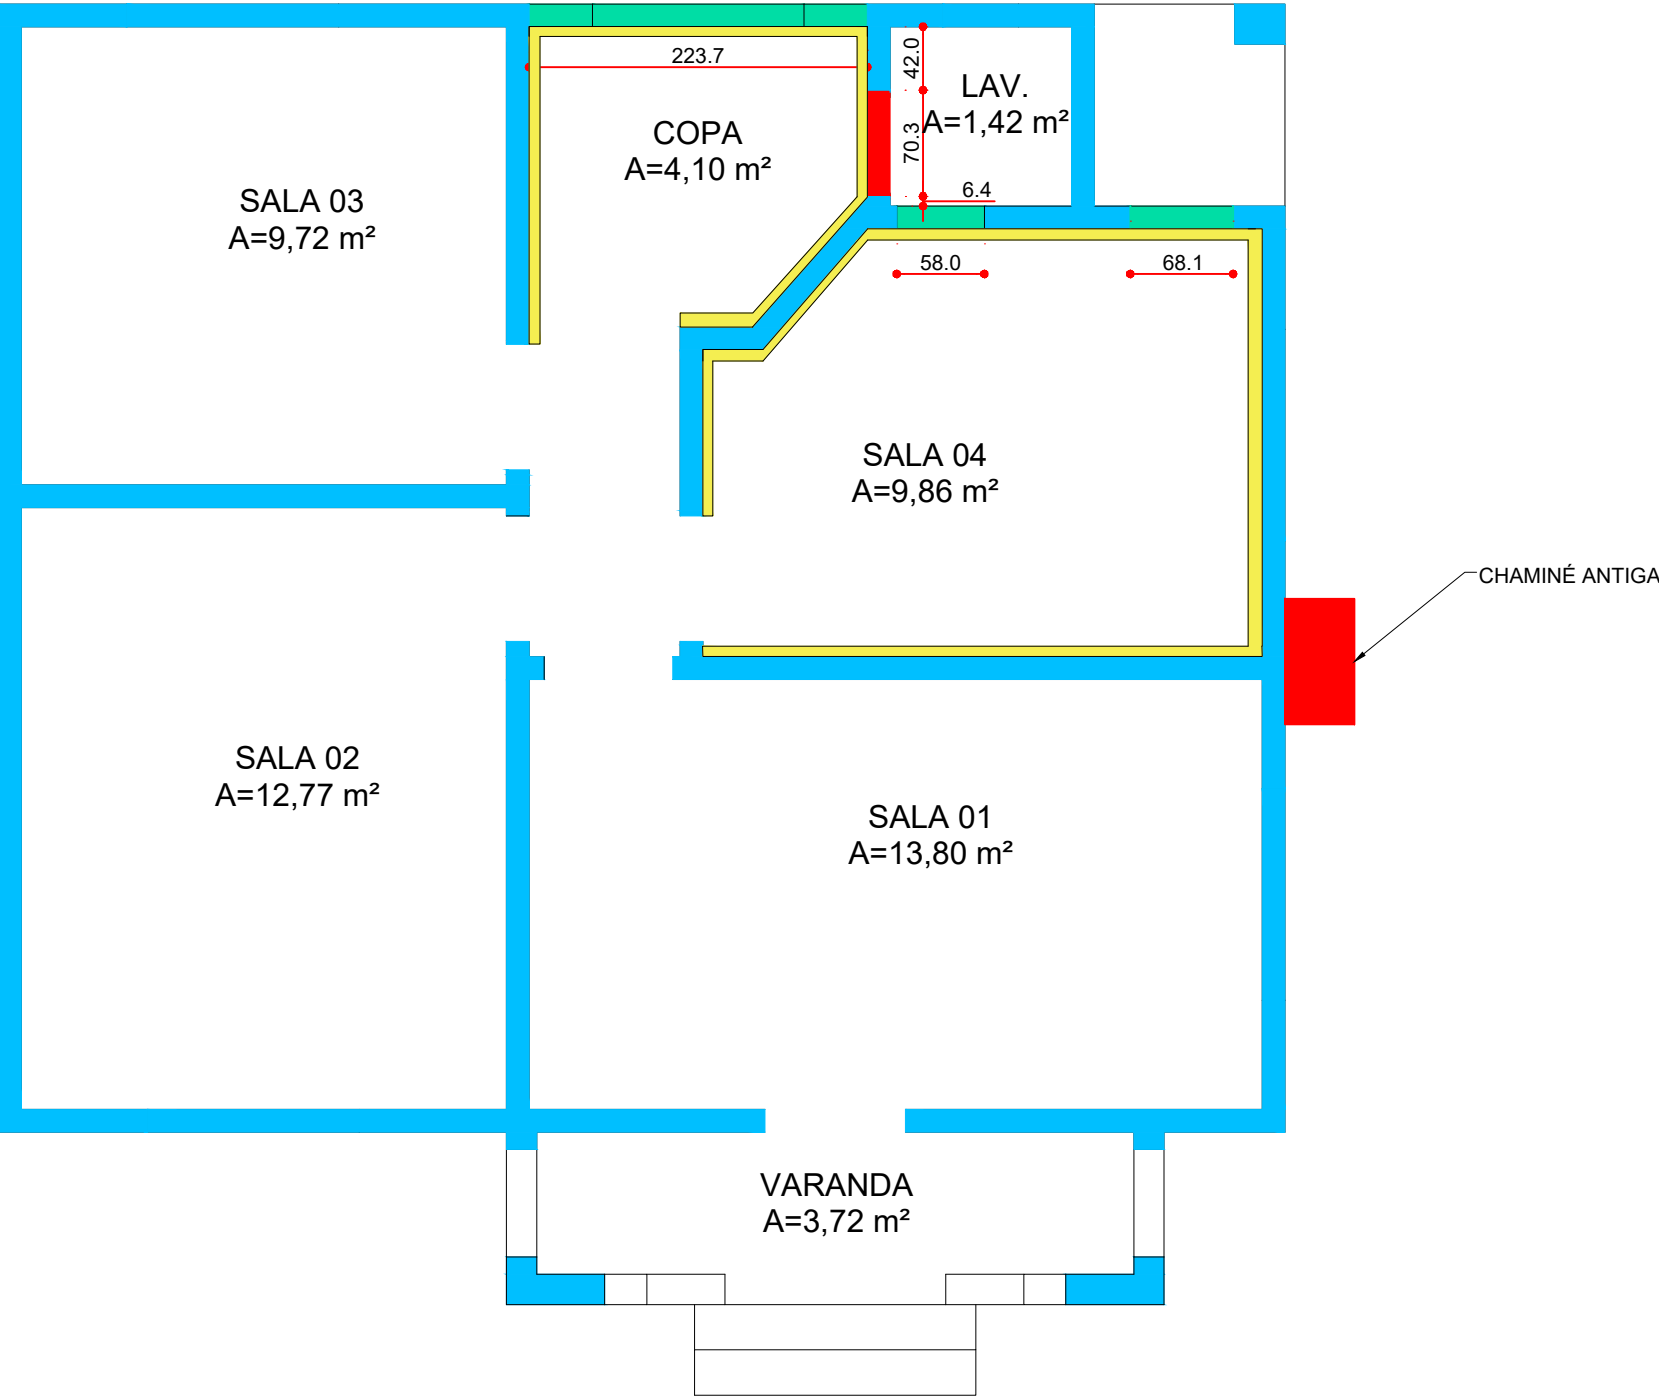 223.7
42.0
LAV.
A=1,42 m²
COPA
A=4,10 m²
70.3
6.4
SALA 03
A=9,72 m²
58.0
68.1
SALA 04
A=9,86 m²
CHAMINÉ ANTIGA
SALA 02
A=12,77 m²
SALA 01
A=13,80 m²
VARANDA
A=3,72 m²